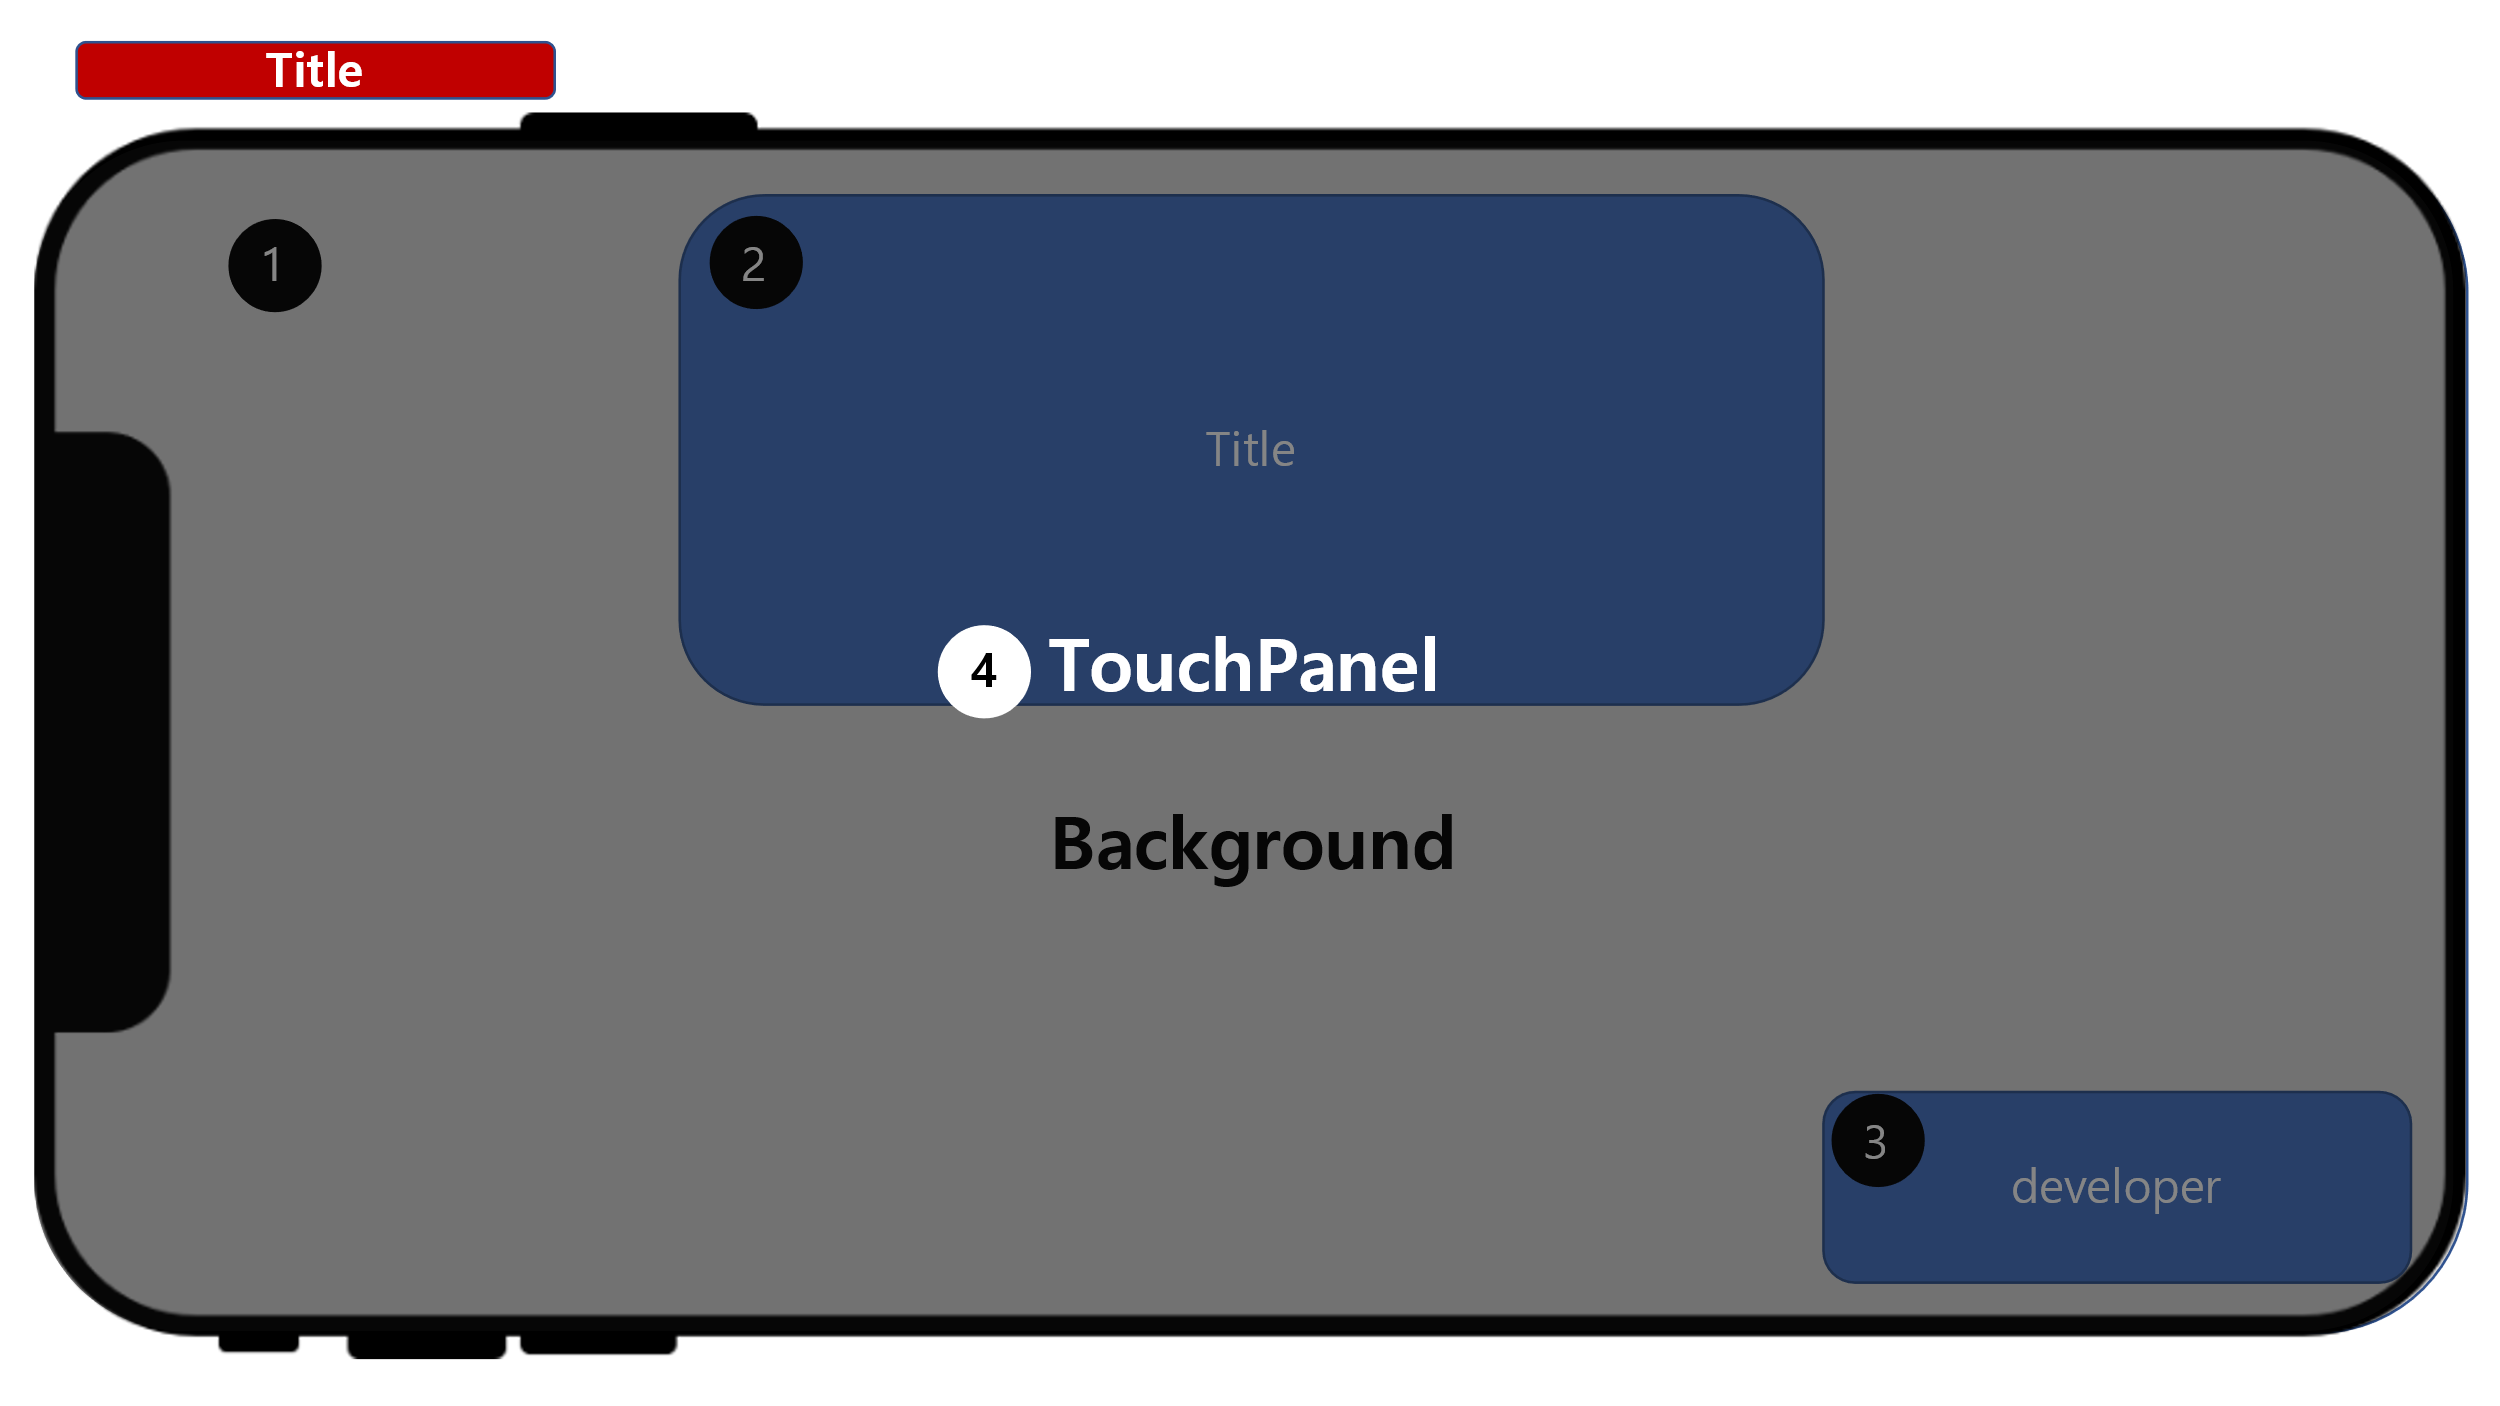 Title
1
2
Title
4 TouchPanel
Background
3
developer